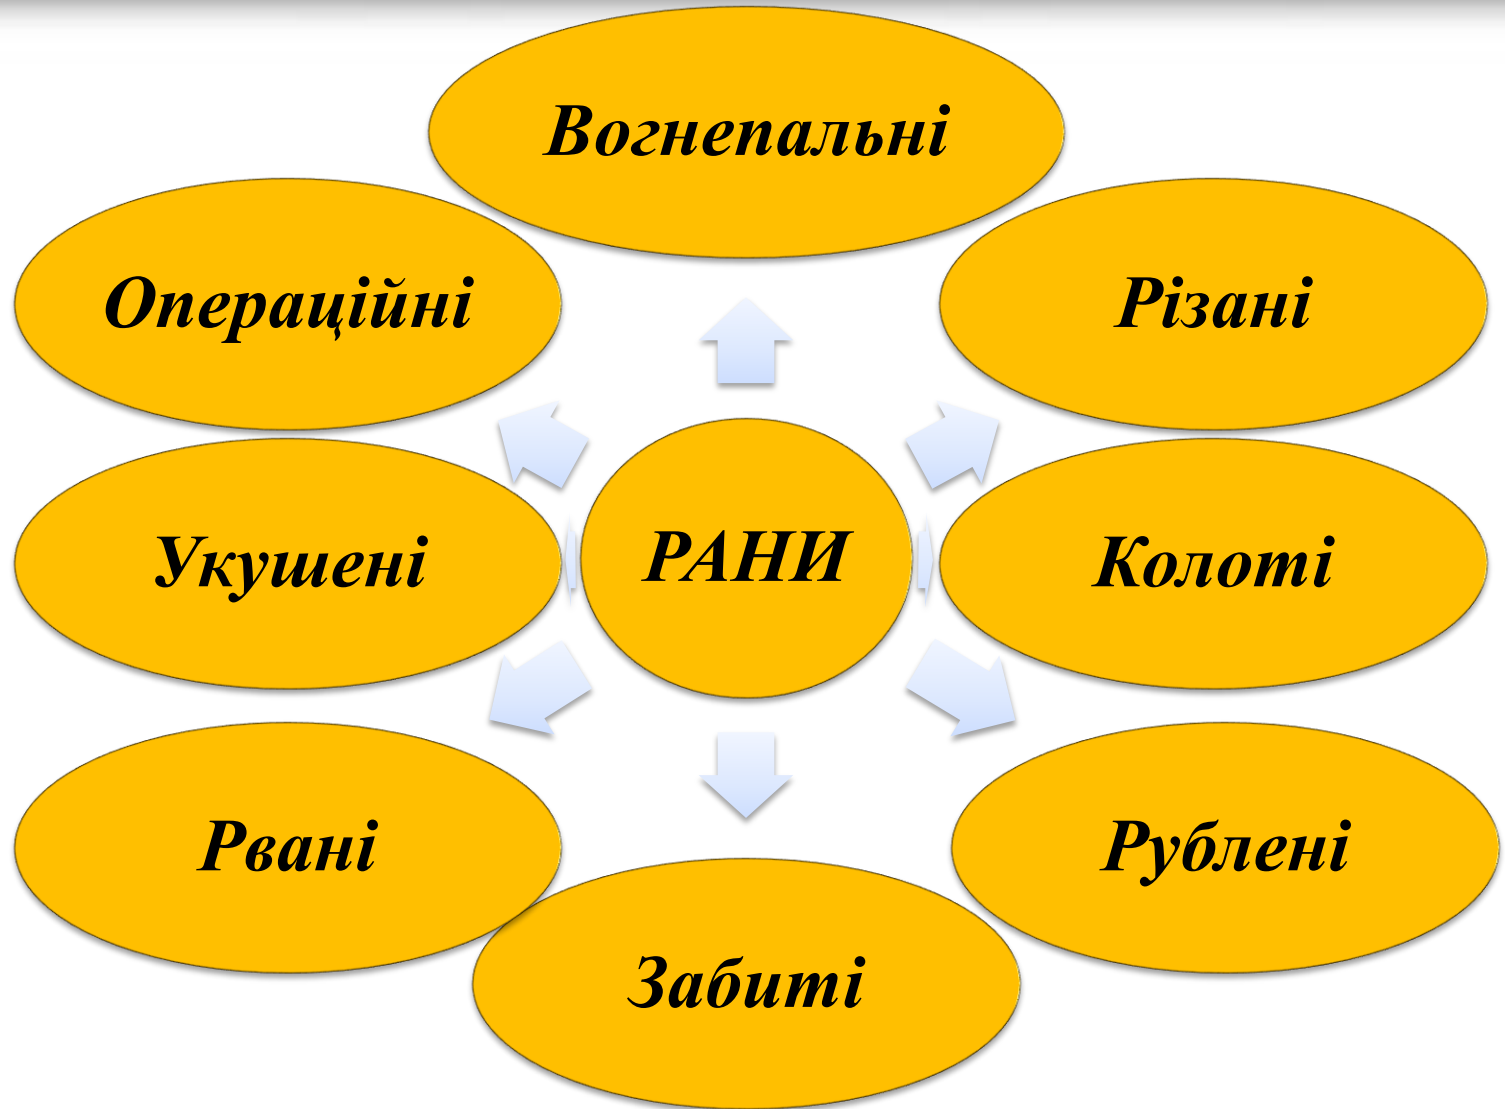 Вогнепальні
Операційні
Різані
Укушені
РАНИ
Колоті
Рвані
Рублені
Забиті